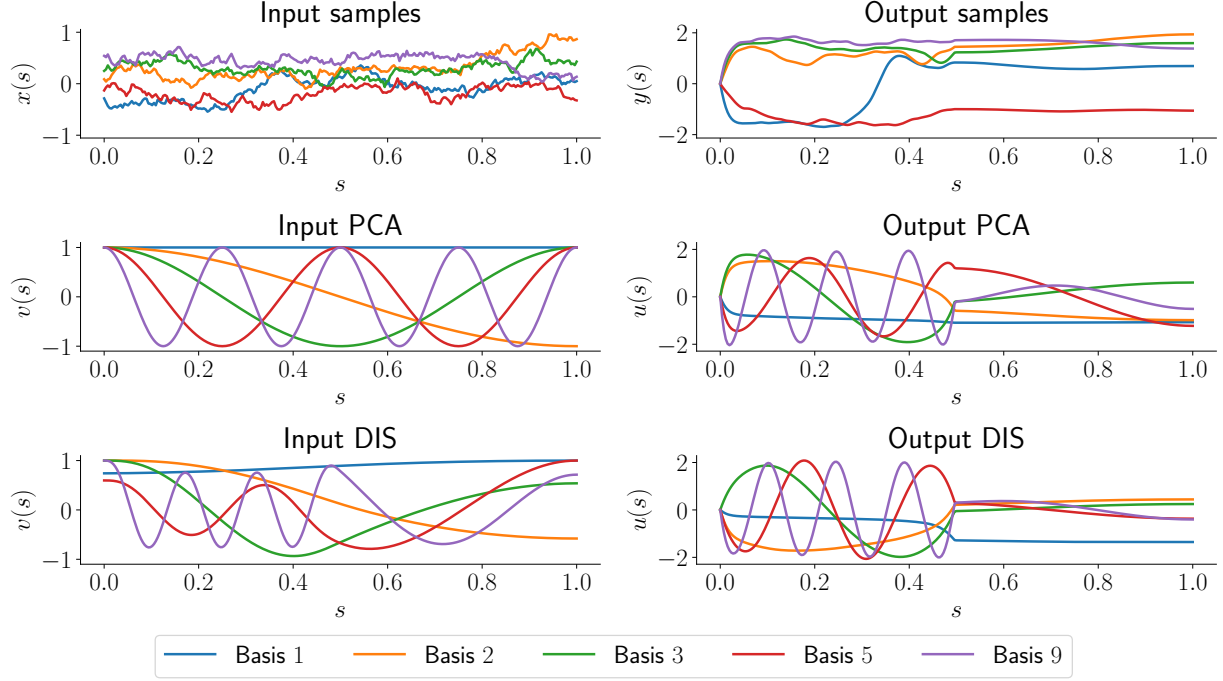 Input samples
Output samples
x(s)
1
0
−1
0.0 0.2 0.4 0.6 0.8 1.0
s
y(s)
2
0
−2
0.0 0.2 0.4 0.6 0.8 1.0
s
Input PCA
Output PCA
v(s)
1
0
−1
0.0 0.2 0.4 0.6 0.8 1.0
s
u(s)
2
0
−2
0.0 0.2 0.4 0.6 0.8 1.0
s
Input DIS
Output DIS
v(s)
1
0
−1
0.0 0.2 0.4 0.6 0.8 1.0
s
u(s)
2
0
−2
0.0 0.2 0.4 0.6 0.8 1.0
s
Basis 1 Basis 2 Basis 3 Basis 5 Basis 9